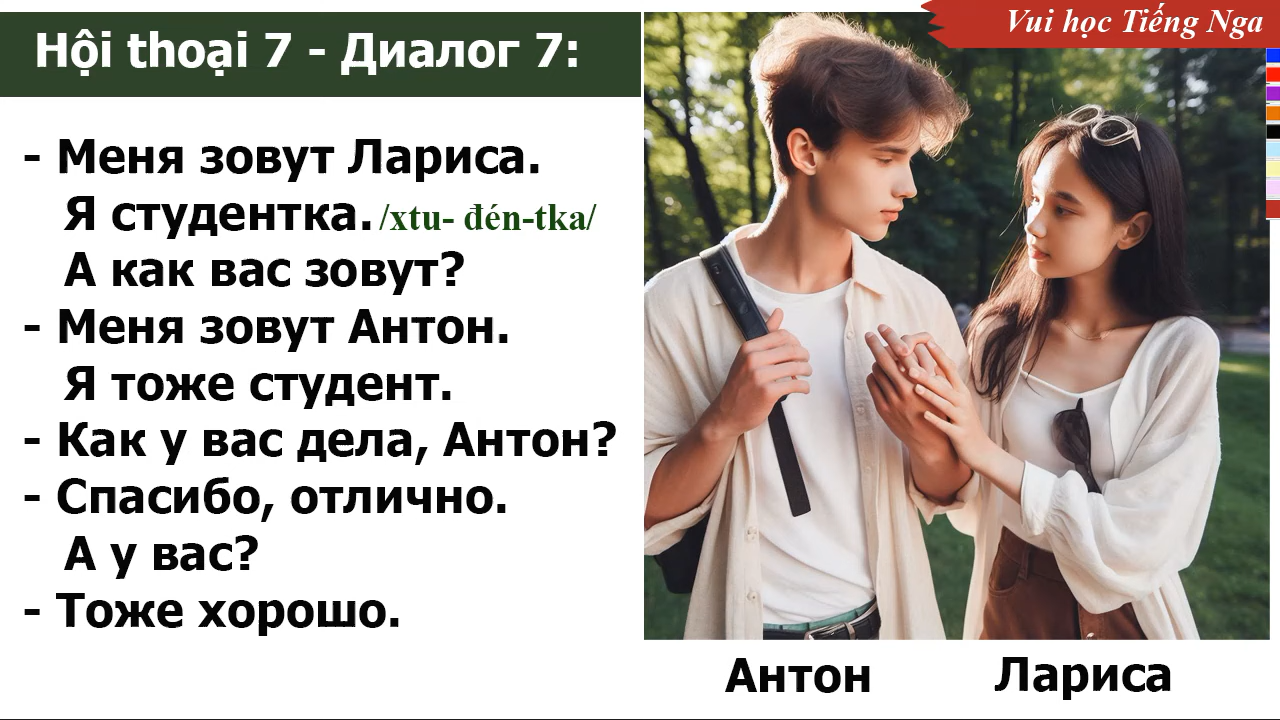 Vui học Tiếng Nga
Hội thoại 7 - Диалог 7:
- Меня зовут Лариса.
Я студентка. /xtu- đén-tka/
А как вас зовут?
- Меня зовут Антон.
Я тоже студент.
- Как у вас дела, Антон?
- Спасибо, отлично.
А у вас?
- Тоже хорошо.
Антон
Лариса